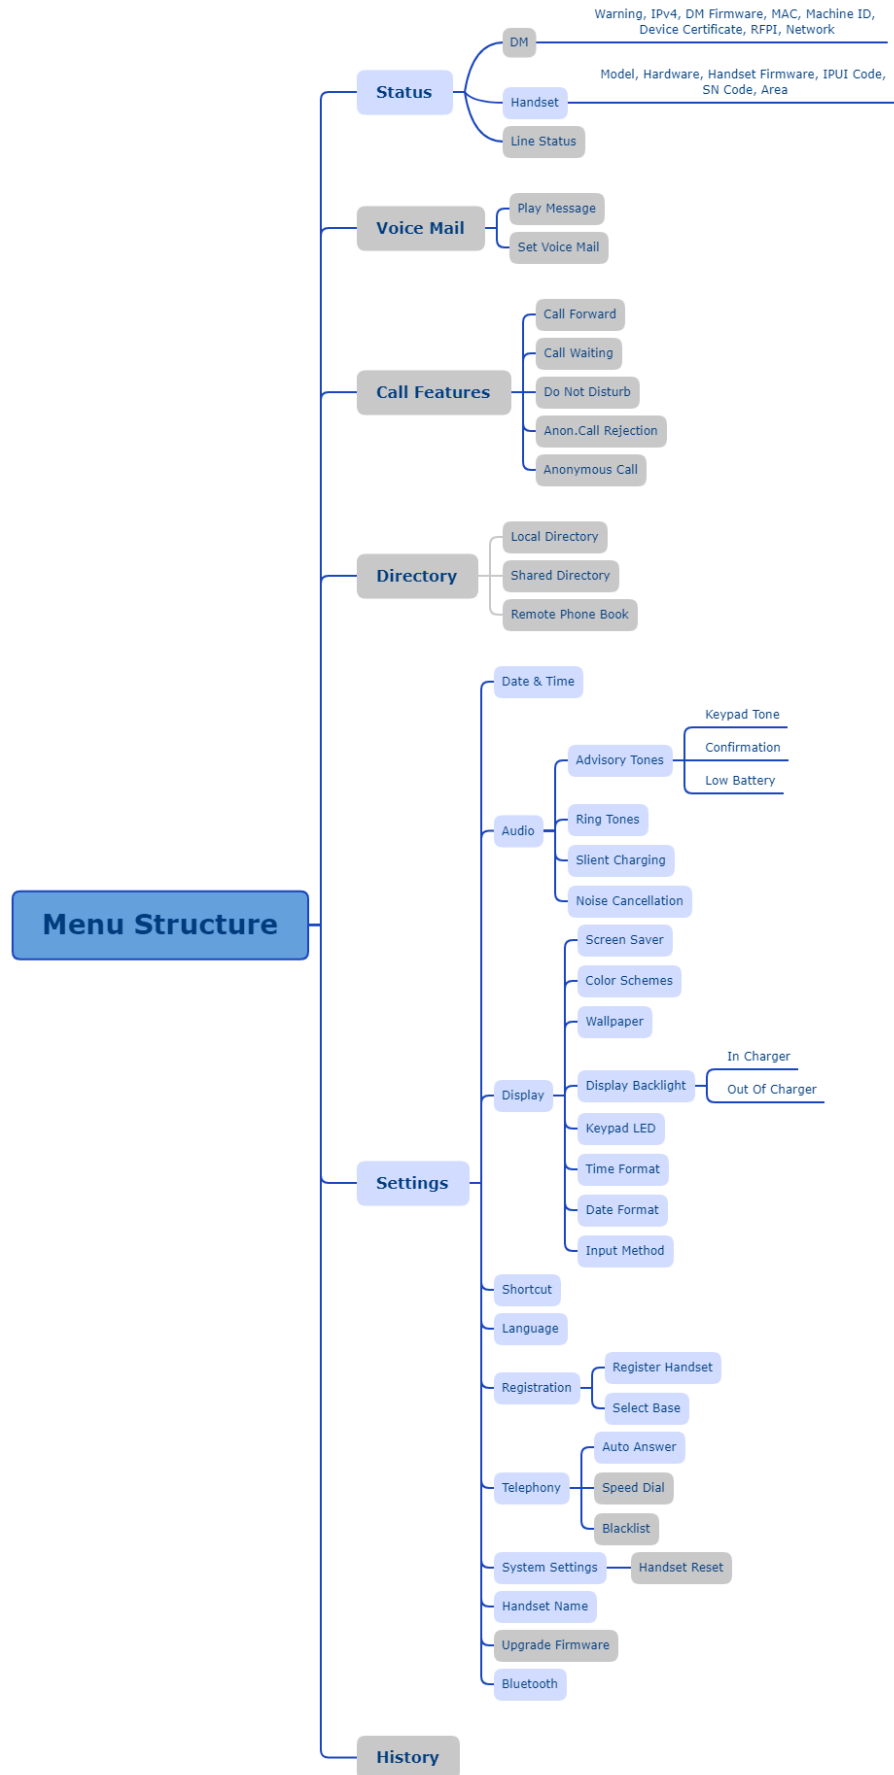 Warning, IPv4, DM Firmware, MAC, Machine ID,
Device Certificate, RFPI, Network
DM
Model, Hardware, Handset Firmware, IPUI Code,
SN Code, Area
Status
Handset
Line Status
Play Message
Voice Mail
Set Voice Mail
Call Forward
Call Waiting
Call Features
Do Not Disturb
Anon.Call Rejection
Anonymous Call
Local Directory
Directory
Shared Directory
Remote Phone Book
Date & Time
Keypad Tone
Advisory Tones
Confirmation
Low Battery
Audio
Ring Tones
Slient Charging
Noise Cancellation
Menu Structure
Screen Saver
Color Schemes
Wallpaper
In Charger
Display
Display Backlight
Out Of Charger
Keypad LED
Time Format
Date Format
Input Method
Settings
Shortcut
Language
Register Handset
Registration
Select Base
Auto Answer
Telephony
Speed Dial
Blacklist
System Settings
Handset Reset
Handset Name
Upgrade Firmware
Bluetooth
History